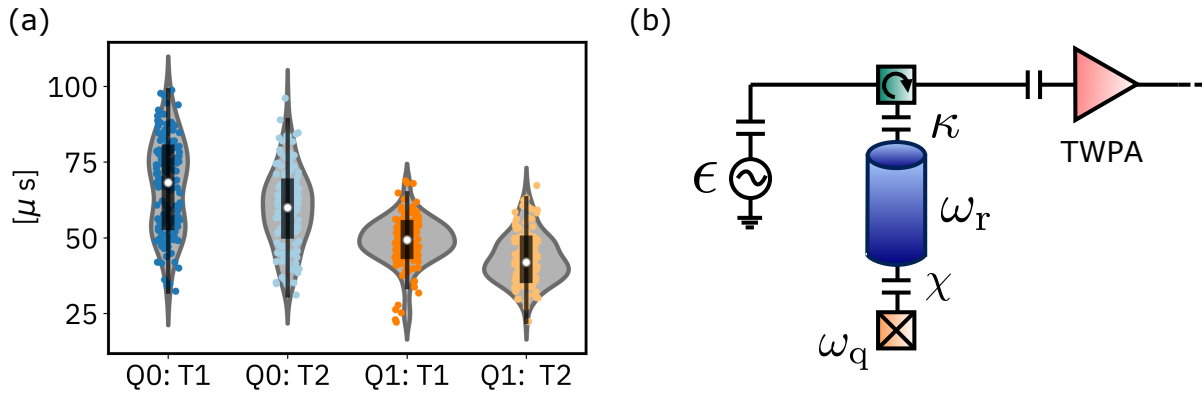 (a)
[μ s]
100
75
50
25
Q0: T1
Q0: T2
Q1: T1
Q1: T2
(b)
ϵ
κ
TWPA
ω_r
χ
ω_q